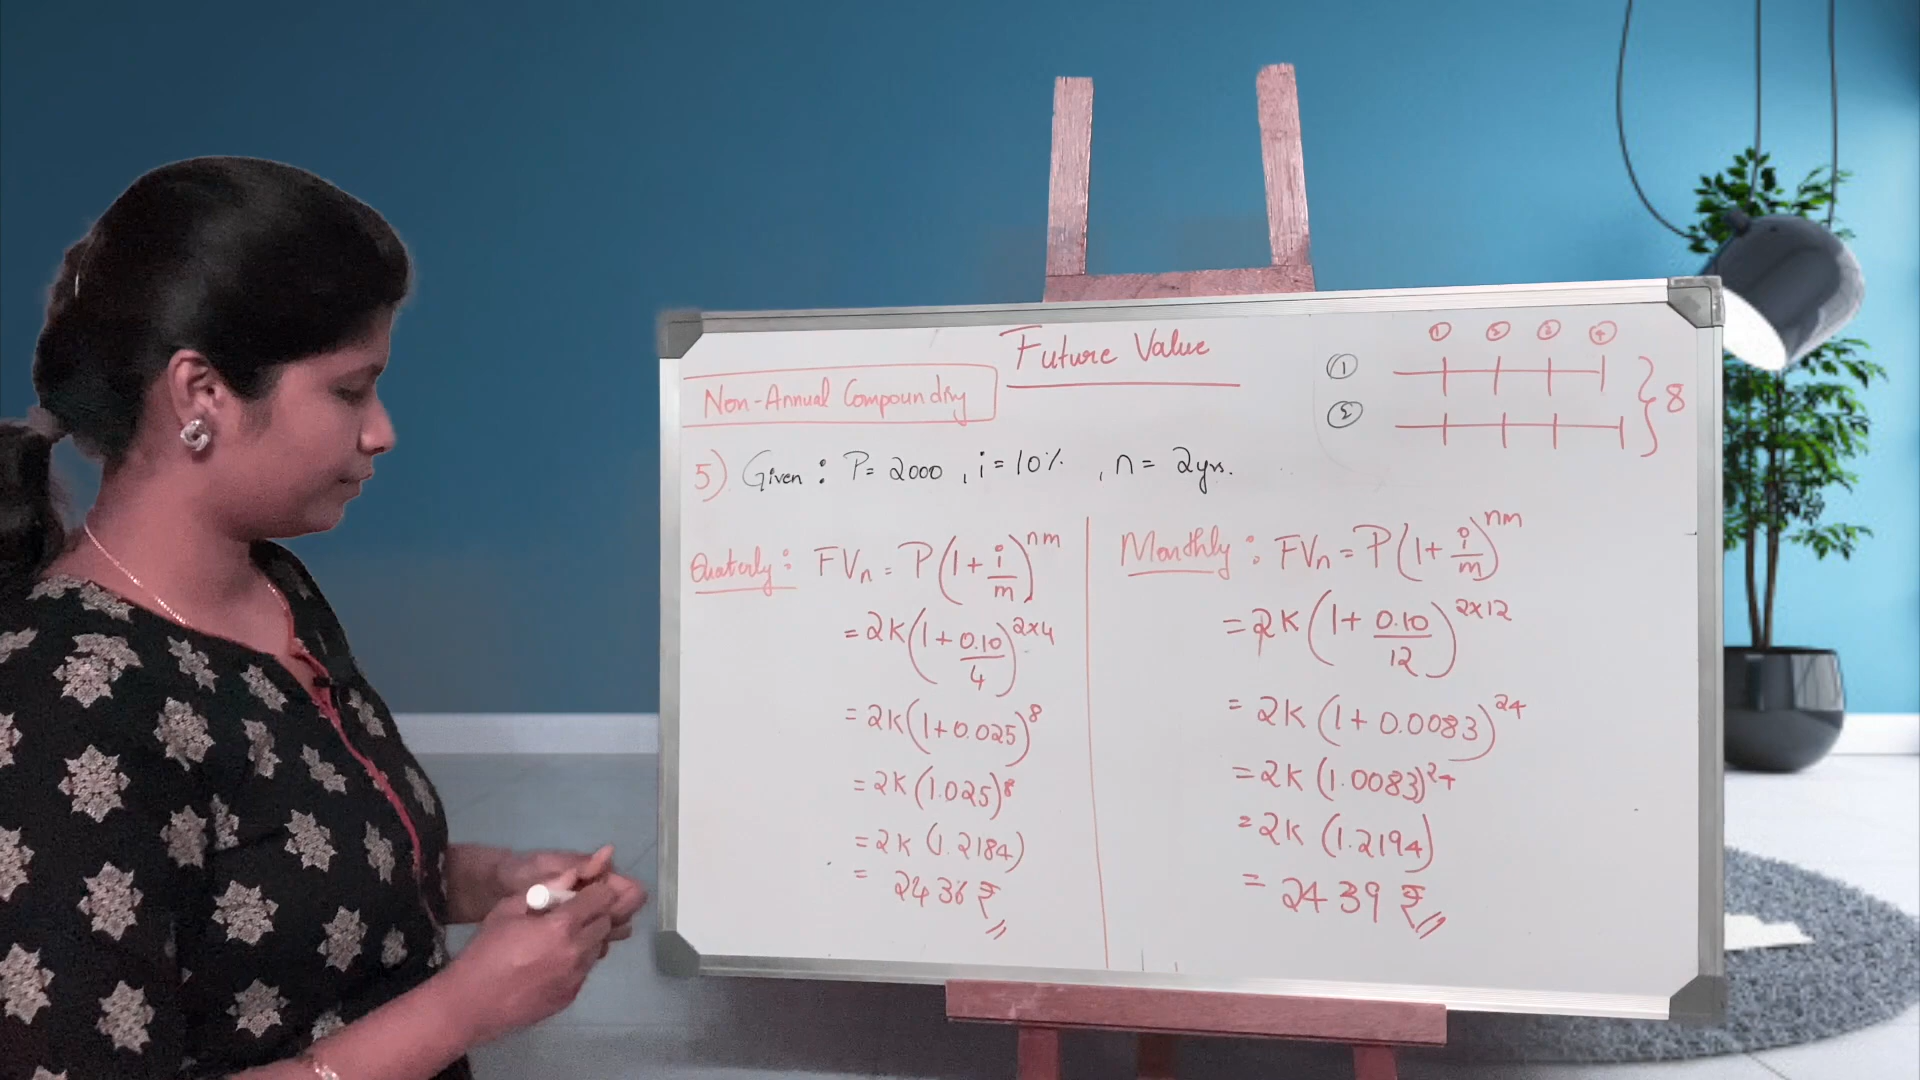 Future Value
Non-Annual Compounding
① ② ③ ④
①
②
8
5) Given : P= 2000 , i = 10% , n = 2yrs.
Quaterly : FVn = P(1 + i/m)^nm
= 2K(1+0.10/4)^2x4
= 2K(1+0.025)^8
= 2K(1.025)^8
= 2K (1.2184)
= 2436 ₹
Monthly : FVn = P(1 + i/m)^nm
= 2K(1+ 0.10/12)^2x12
= 2K (1+0.0083)^24
= 2K (1.0083)^24
= 2K (1.2194)
= 2439 ₹